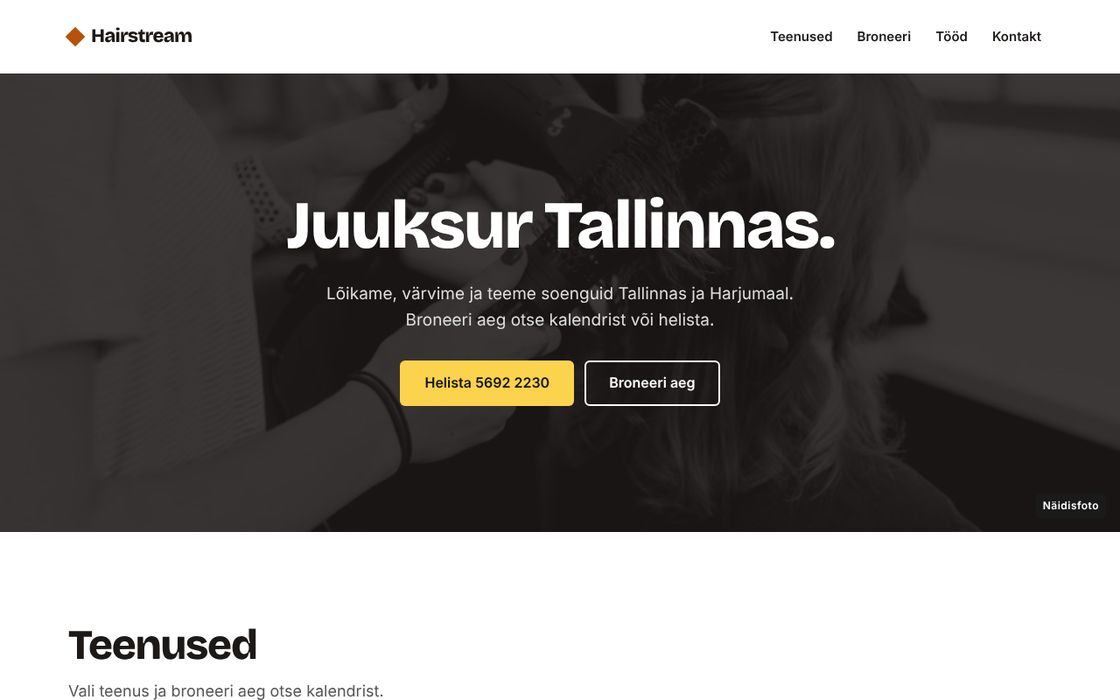 Hairstream
Teenused
Broneeri
Tööd
Kontakt
Juuksur Tallinnas.
Lõikame, värvime ja teeme soenguid Tallinnas ja Harjumaal.
Broneeri aeg otse kalendrist või helista.
Helista 5692 2230
Broneeri aeg
Näidisfoto
Teenused
Vali teenus ja broneeri aeg otse kalendrist.